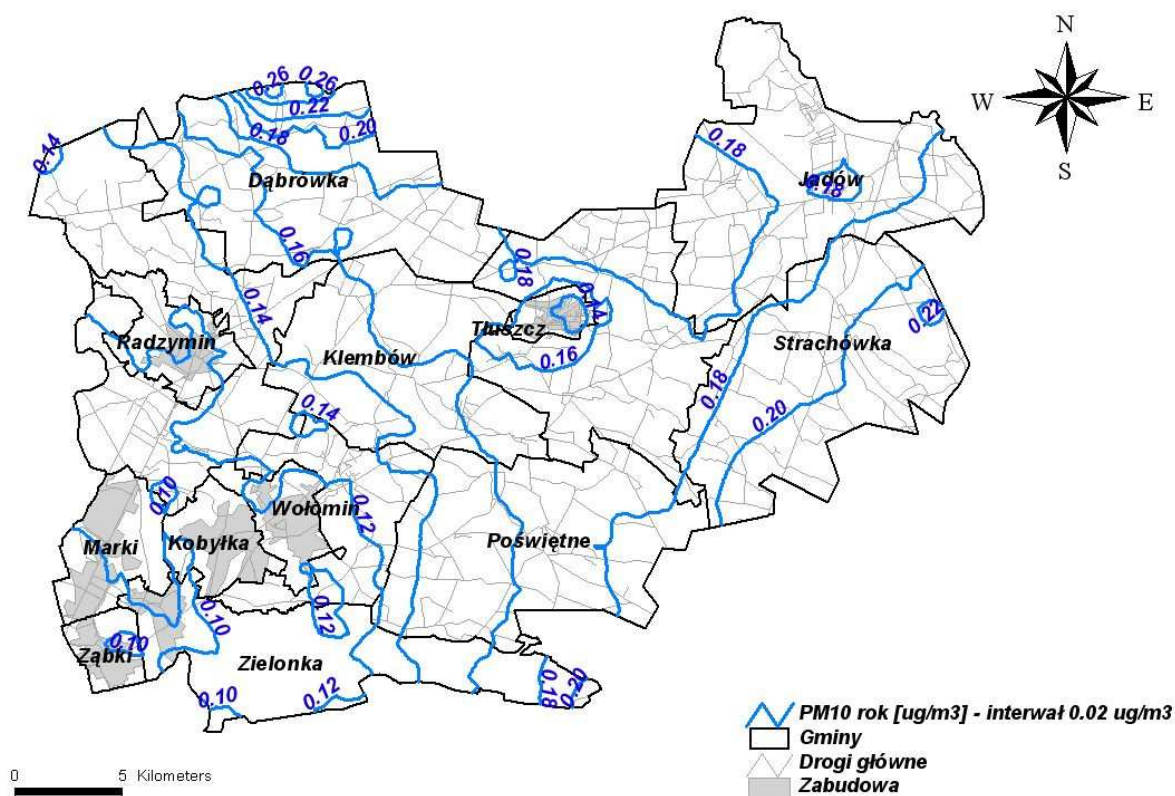 N
W E
S
0.26 0.26
0.22
0.18 0.20
0.14
0.18
Dąbrówka
Jadów
0.18
0.16
0.18
0.14
0.14
0.22
Radzymin
Tłuszcz
Klembów
Strachówka
0.16
0.18
0.14
0.20
0.10
Wołomin
0.12
Marki
Kobyłka
Poświętne
0.10
0.12
0.10
Ząbki
Zielonka
0.18
0.20
0.10
0.12
PM10 rok [ug/m3] - interwał 0.02 ug/m3
Gminy
Drogi główne
Zabudowa
0 5 Kilometers